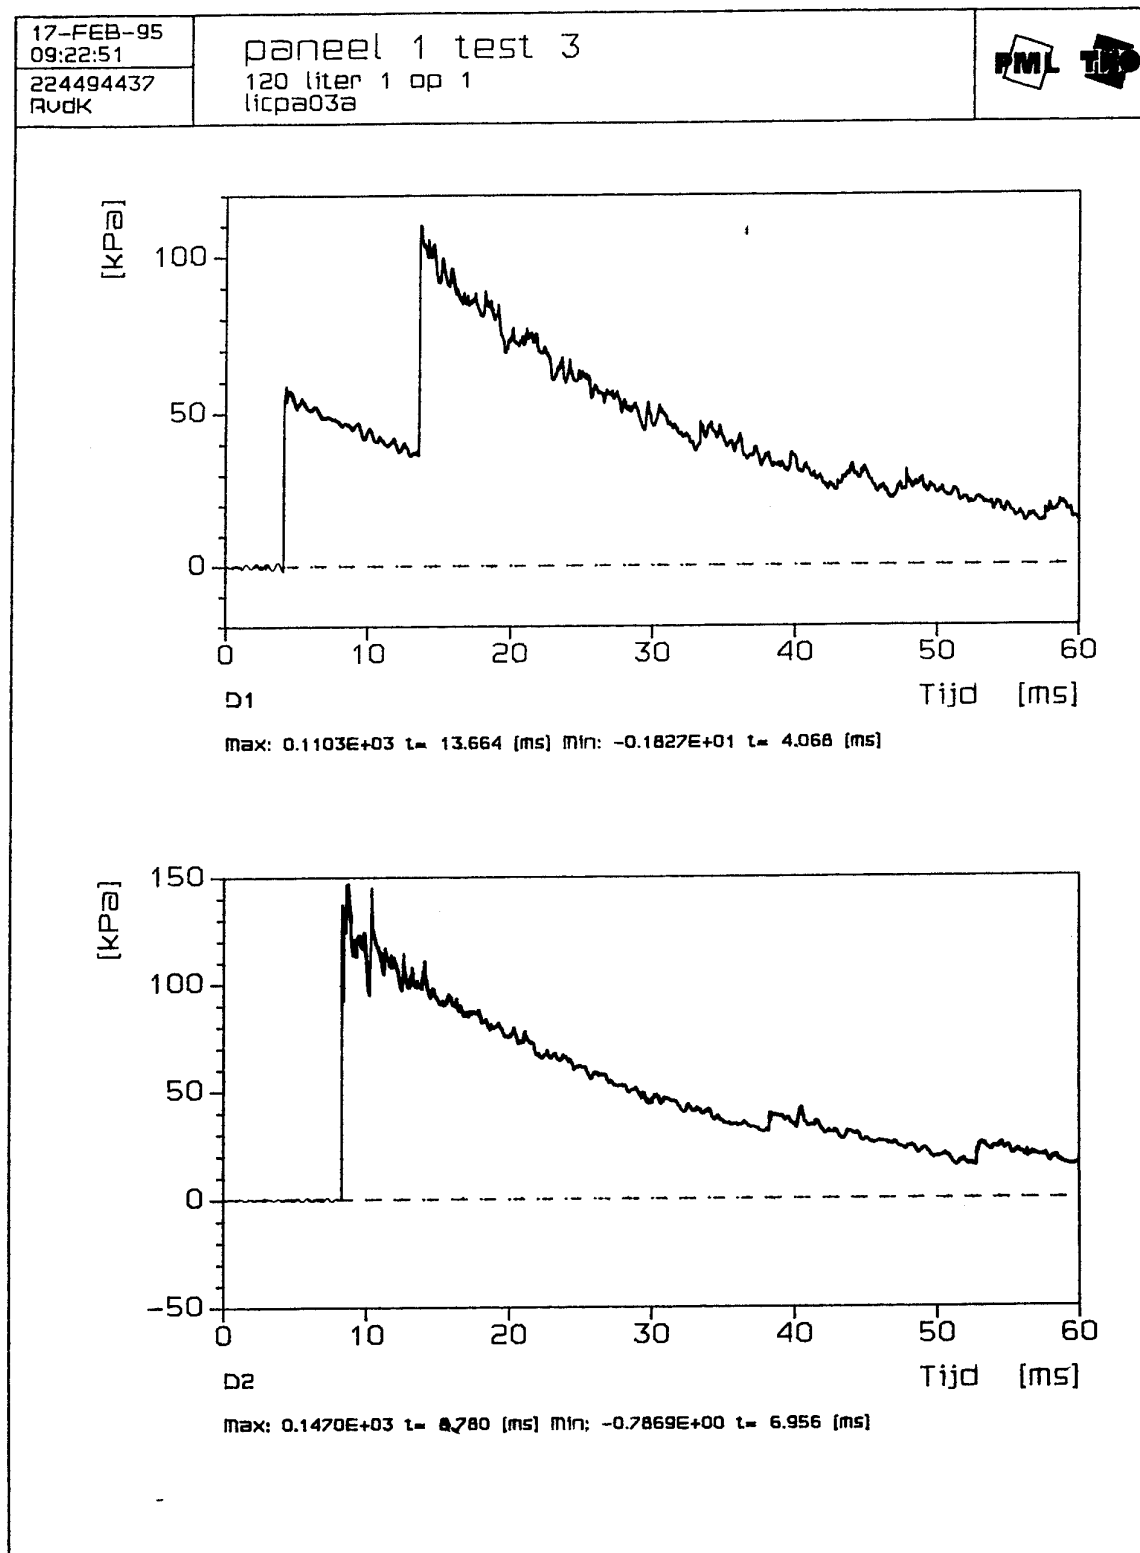 17-FEB-95
09:22:51
224494437
RvdK
paneel 1 test 3
120 liter 1 op 1
licpa03a
PML TNO
[kPa]
100
50
0
0 10 20 30 40 50 60
Tijd [ms]
D1
Max: 0.1103E+03 t= 13.664 [ms] Min: -0.1827E+01 t= 4.068 [ms]
[kPa]
150
100
50
0
-50
0 10 20 30 40 50 60
Tijd [ms]
D2
Max: 0.1470E+03 t= 8.780 [ms] Min: -0.7869E+00 t= 6.956 [ms]